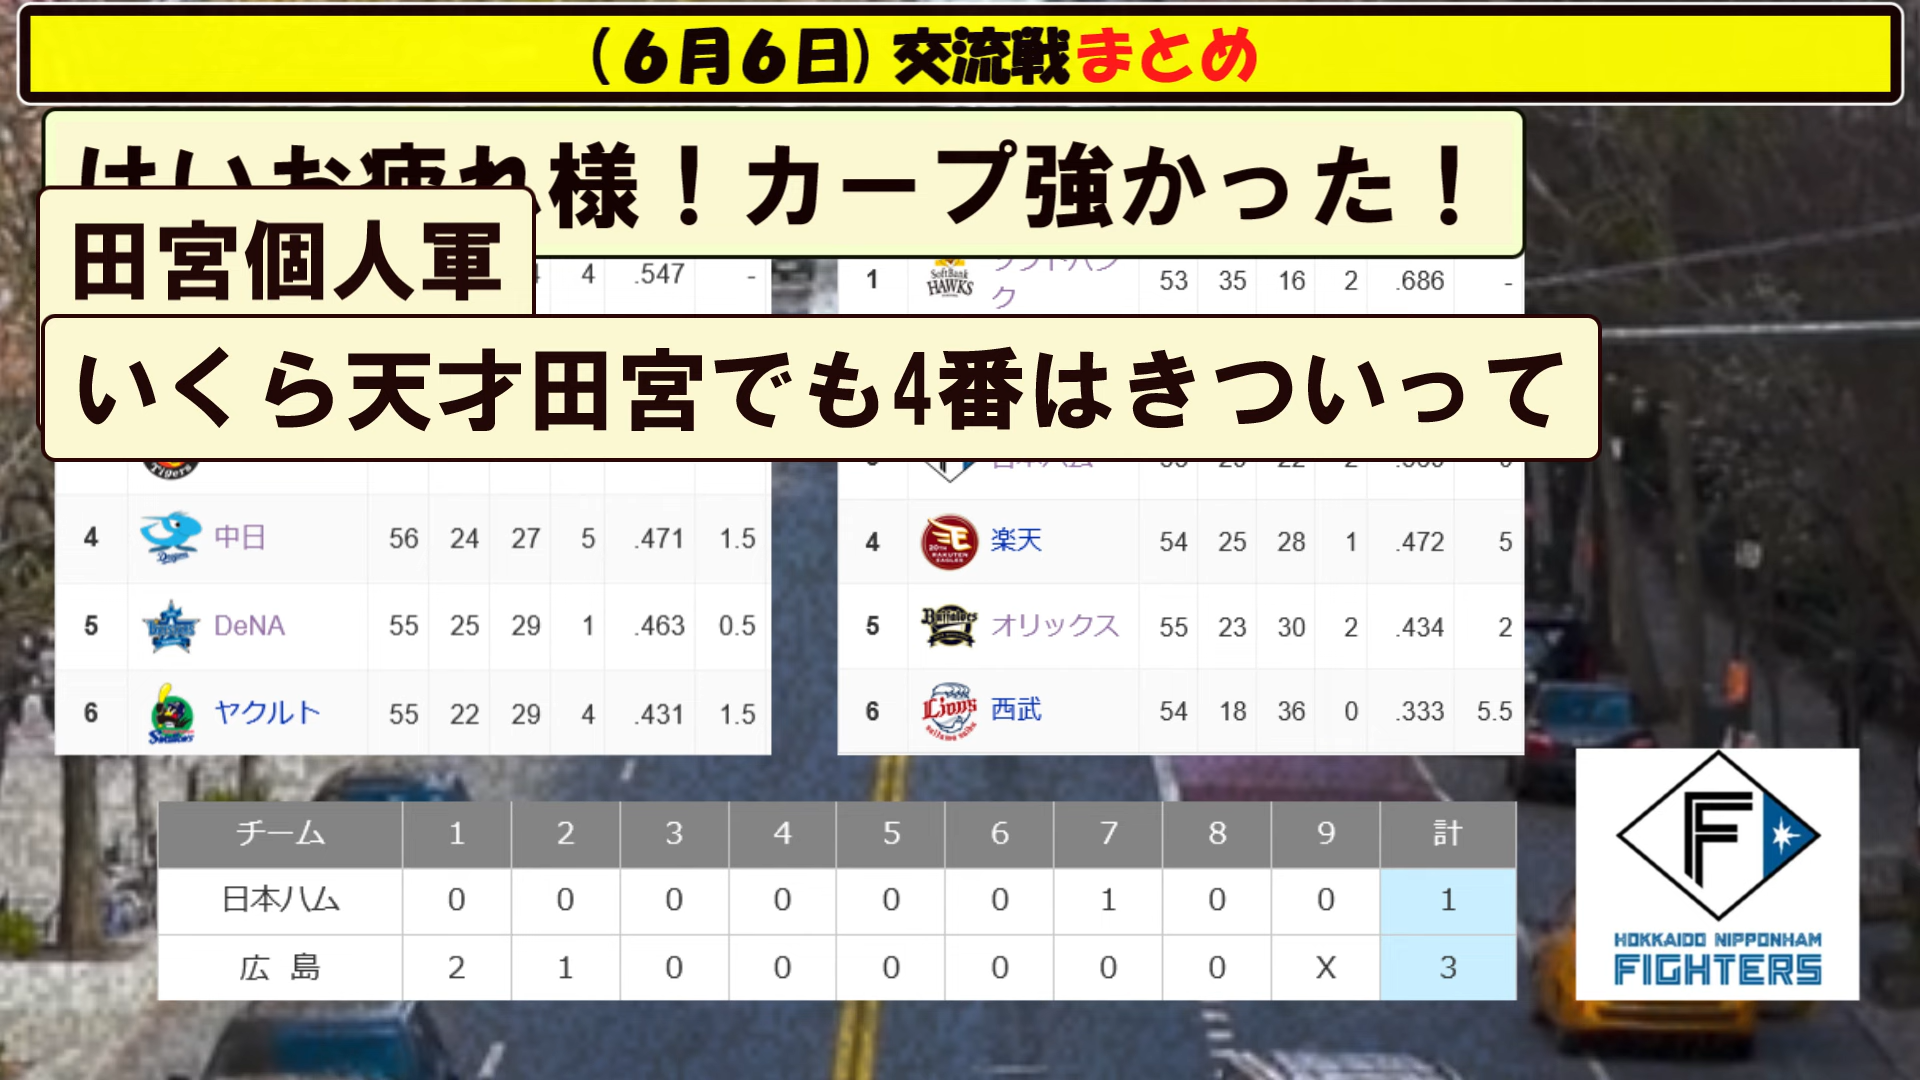 (6月6日)交流戦まとめ
はいお疲れ様！カープ強かった！
田宮個人軍
4 .547 -
1 SoftBank HAWKS 53 35 16 2 .686 -
いくら天才田宮でも4番はきついって
Tigers
4 中日 56 24 27 5 .471 1.5
5 DeNA 55 25 29 1 .463 0.5
6 ヤクルト 55 22 29 4 .431 1.5
4 楽天 54 25 28 1 .472 5
5 Buffaloes オリックス 55 23 30 2 .434 2
6 Lions 西武 54 18 36 0 .333 5.5
チーム 1 2 3 4 5 6 7 8 9 計
日本ハム 0 0 0 0 0 0 1 0 0 1
広島 2 1 0 0 0 0 0 0 X 3
F
HOKKAIDO NIPPONHAM
FIGHTERS